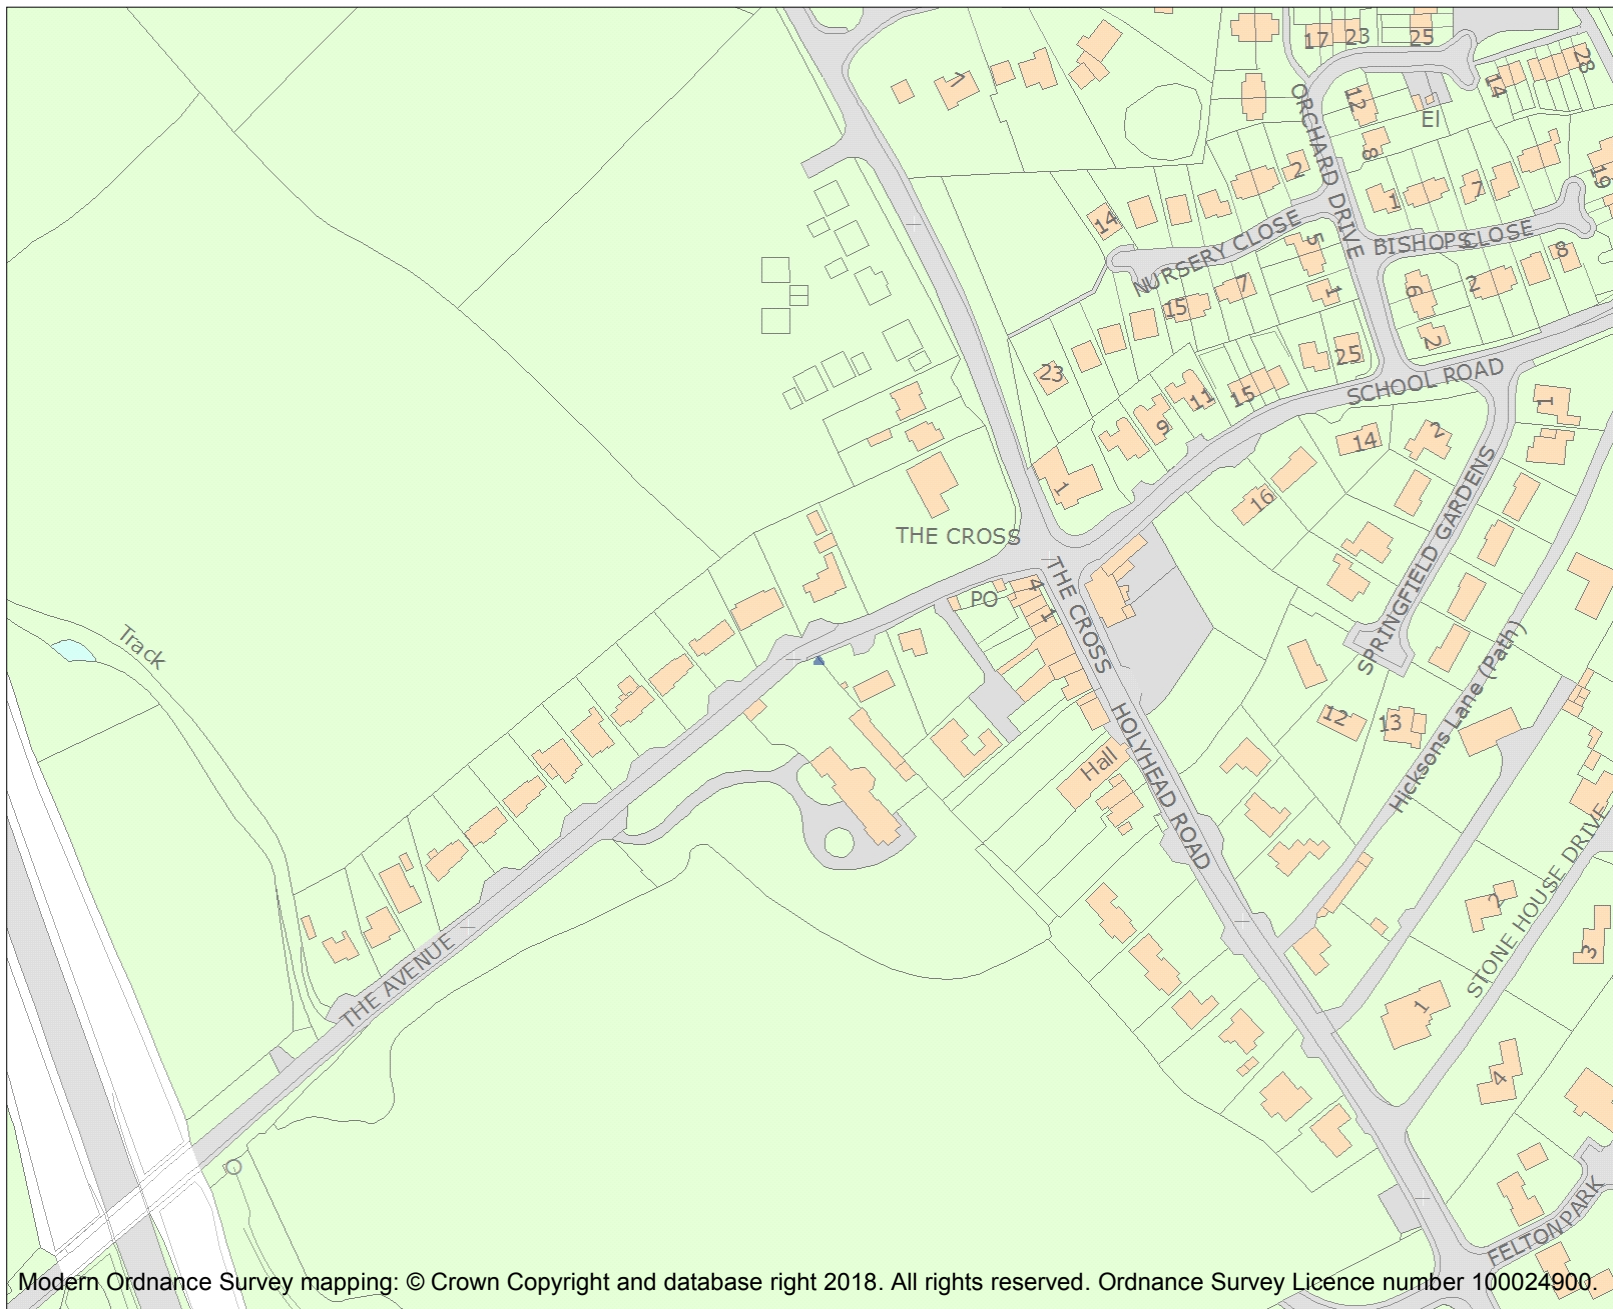 17
23
25
28
14
7
ORCHARD DRIVE
12
EI
8
2
19
14
1
7
NURSERY CLOSE
5
BISHOPS CLOSE
8
7
1
6
2
15
2
23
25
SCHOOL ROAD
11
15
9
1
14
2
1
16
THE CROSS
4
PO
1
THE CROSS
SPRINGFIELD GARDENS
Track
Hicksons Lane (Path)
12
13
HOLYHEAD ROAD
Hall
2
STONE HOUSE DRIVE
3
THE AVENUE
1
4
FELTON PARK
Modern Ordnance Survey mapping: © Crown Copyright and database right 2018. All rights reserved. Ordnance Survey Licence number 100024900.